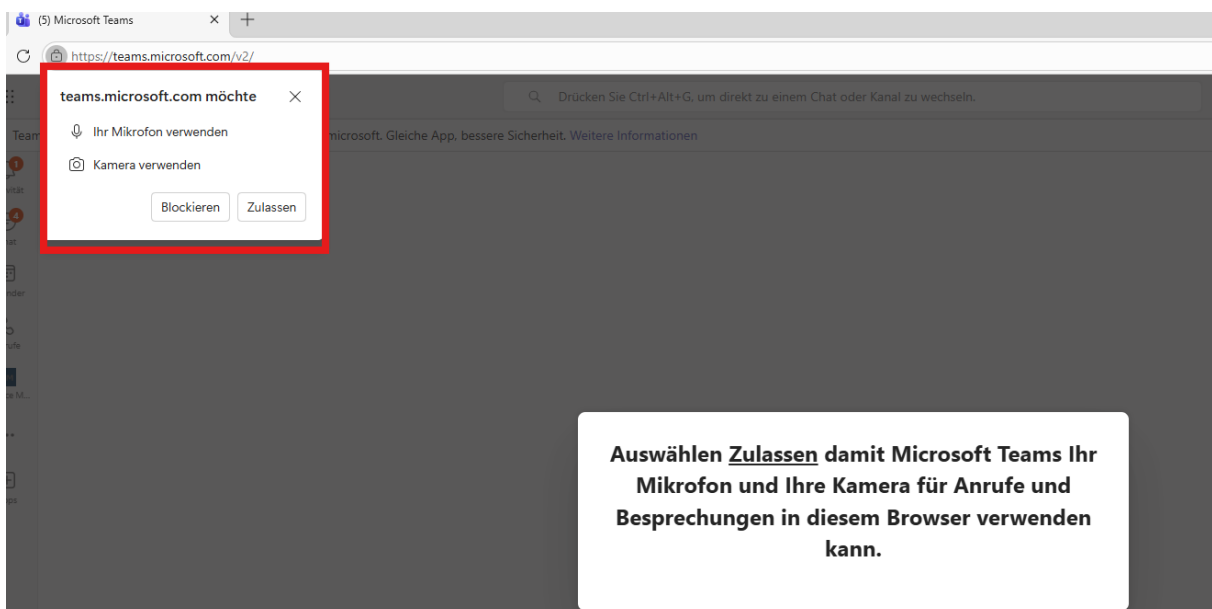 (5) Microsoft Teams
https://teams.microsoft.com/v2/
teams.microsoft.com möchte
Ihr Mikrofon verwenden
Kamera verwenden
Blockieren Zulassen
Drücken Sie Ctrl+Alt+G, um direkt zu einem Chat oder Kanal zu wechseln.
Team
microsoft. Gleiche App, bessere Sicherheit. Weitere Informationen
1
4
Auswählen Zulassen damit Microsoft Teams Ihr
Mikrofon und Ihre Kamera für Anrufe und
Besprechungen in diesem Browser verwenden
kann.